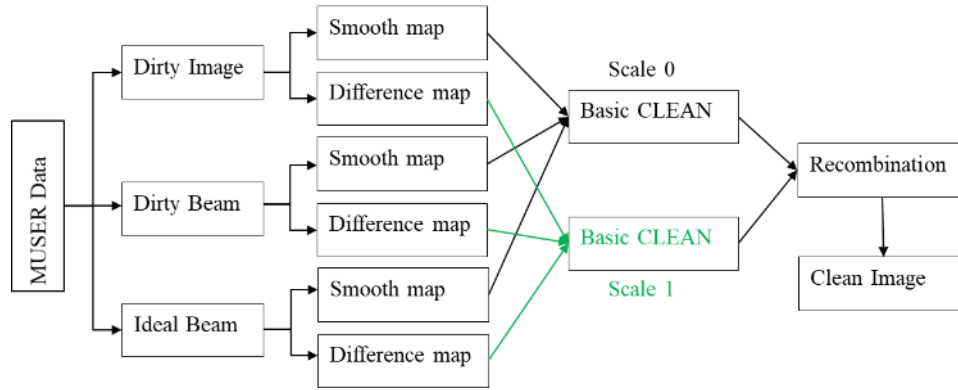 MUSER Data
Dirty Image
Dirty Beam
Ideal Beam
Smooth map
Difference map
Smooth map
Difference map
Smooth map
Difference map
Scale 0
Basic CLEAN
Basic CLEAN
Scale 1
Recombination
Clean Image